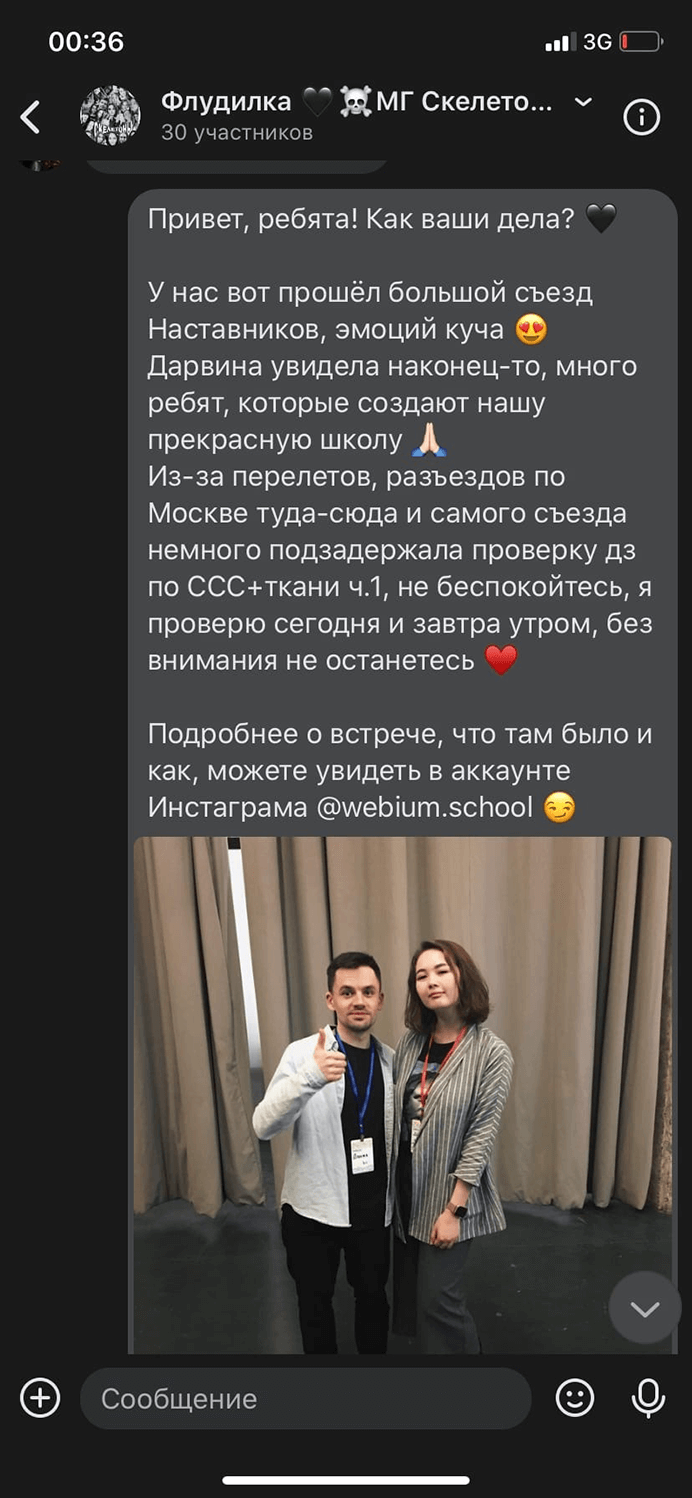 00:36
3G
Флудилка 🖤☠️МГ Скелето...
30 участников
Привет, ребята! Как ваши дела? 🖤
У нас вот прошёл большой съезд
Наставников, эмоций куча 😍
Дарвина увидела наконец-то, много
ребят, которые создают нашу
прекрасную школу 🙏🏻
Из-за перелетов, разъездов по
Москве туда-сюда и самого съезда
немного подзадержала проверку дз
по ССС+ткани ч.1, не беспокойтесь, я
проверю сегодня и завтра утром, без
внимания не останетесь ♥️
Подробнее о встрече, что там было и
как, можете увидеть в аккаунте
Инстаграма @webium.school 😏
Сообщение